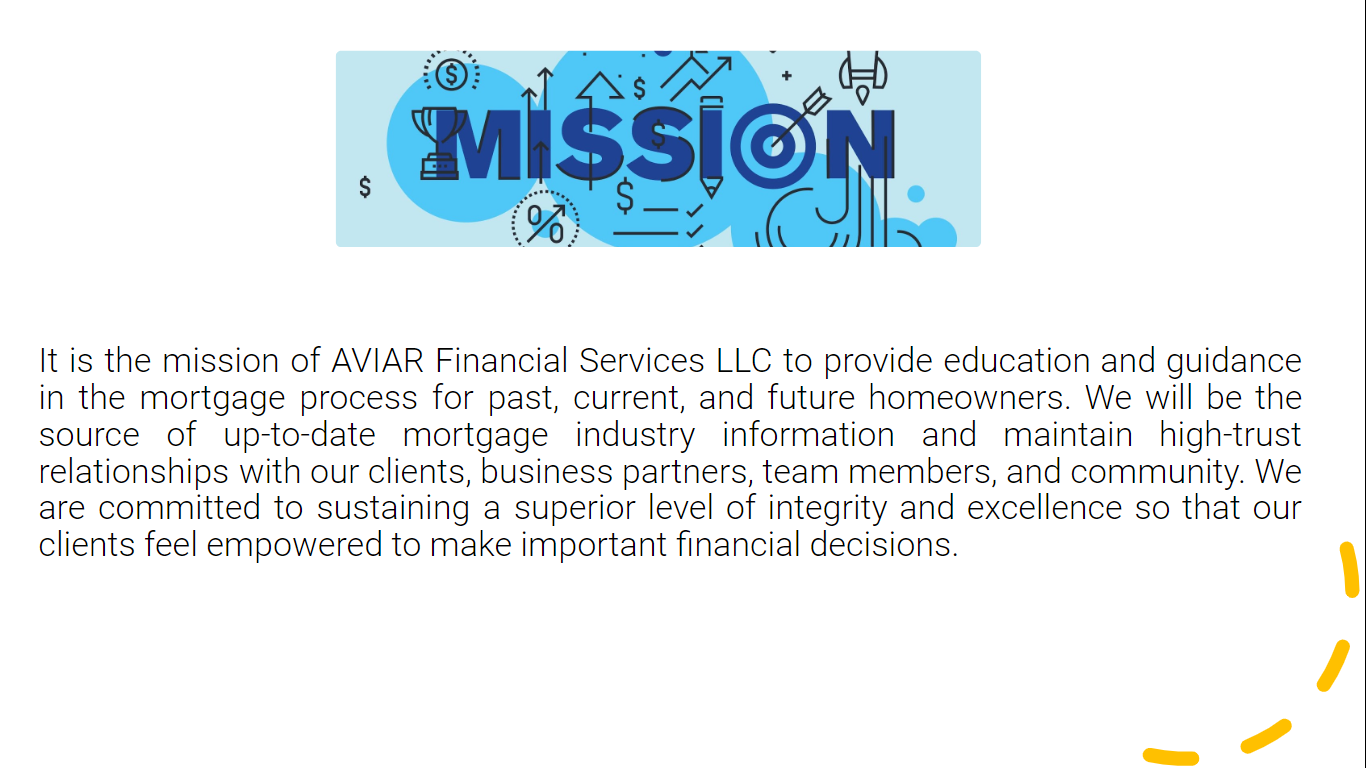 MISSION
It is the mission of AVIAR Financial Services LLC to provide education and guidance
in the mortgage process for past, current, and future homeowners. We will be the
source of up-to-date mortgage industry information and maintain high-trust
relationships with our clients, business partners, team members, and community. We
are committed to sustaining a superior level of integrity and excellence so that our
clients feel empowered to make important financial decisions.